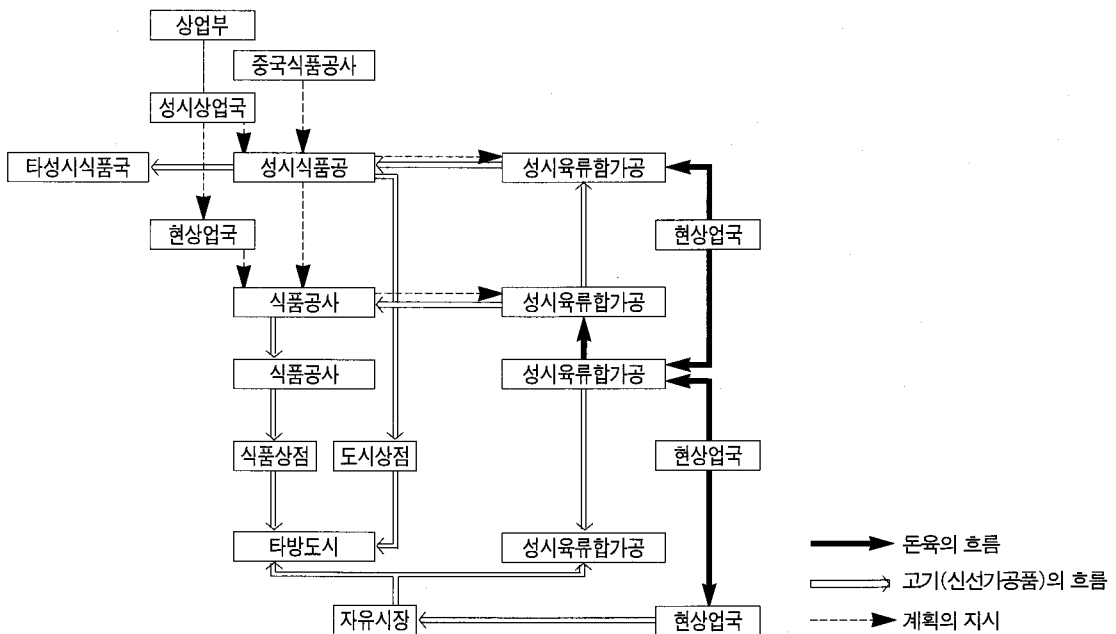 상업부
중국식품공사
성시상업국
타성시식품국
성시식품공
성시육류합가공
현상업국
현상업국
식품공사
성시육류합가공
식품공사
성시육류합가공
식품상점
도시상점
현상업국
타방도시
성시육류합가공
돈육의 흐름
고기(신선가공품)의 흐름
자유시장
현상업국
계획의 지시